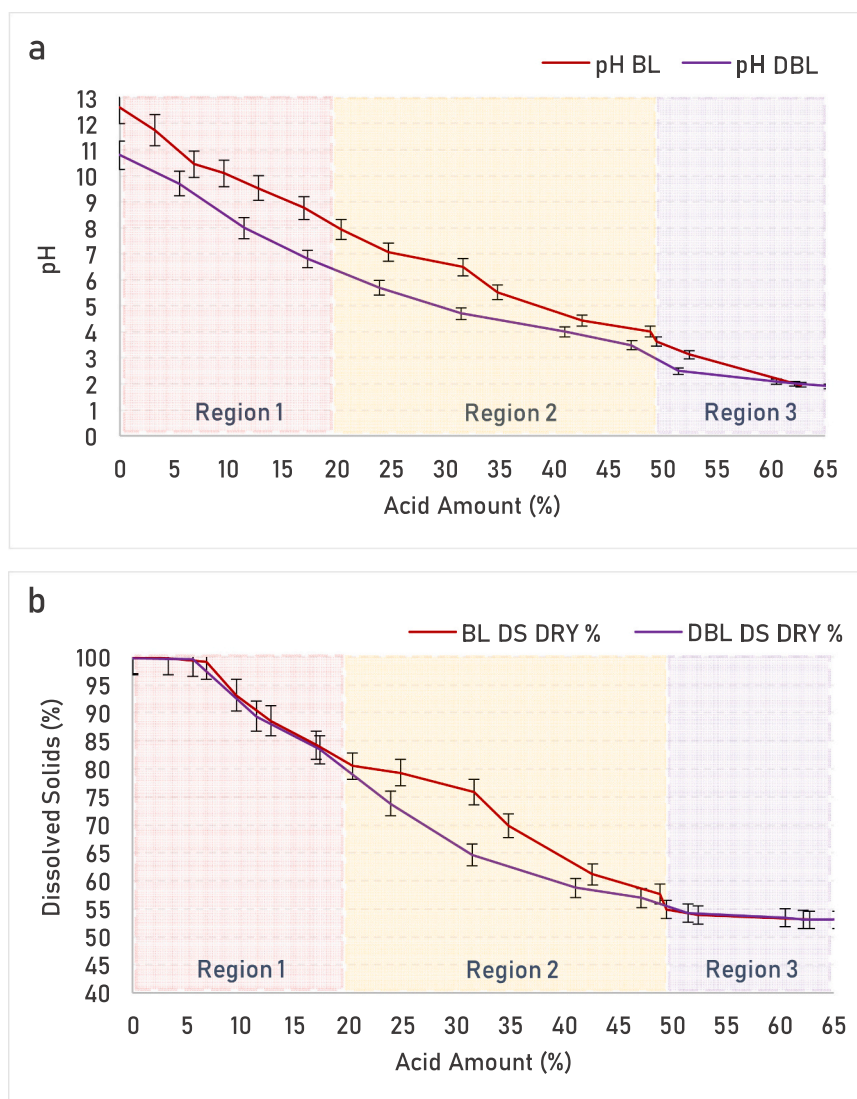 a
pH BL pH DBL
13
12
11
10
9
8
7
6
5
4
3
2
1
0
pH
Region 1 Region 2 Region 3
0 5 10 15 20 25 30 35 40 45 50 55 60 65
Acid Amount (%)
b
BL DS DRY % DBL DS DRY %
100
95
90
85
80
75
70
65
60
55
50
45
40
Dissolved Solids (%)
Region 1 Region 2 Region 3
0 5 10 15 20 25 30 35 40 45 50 55 60 65
Acid Amount (%)